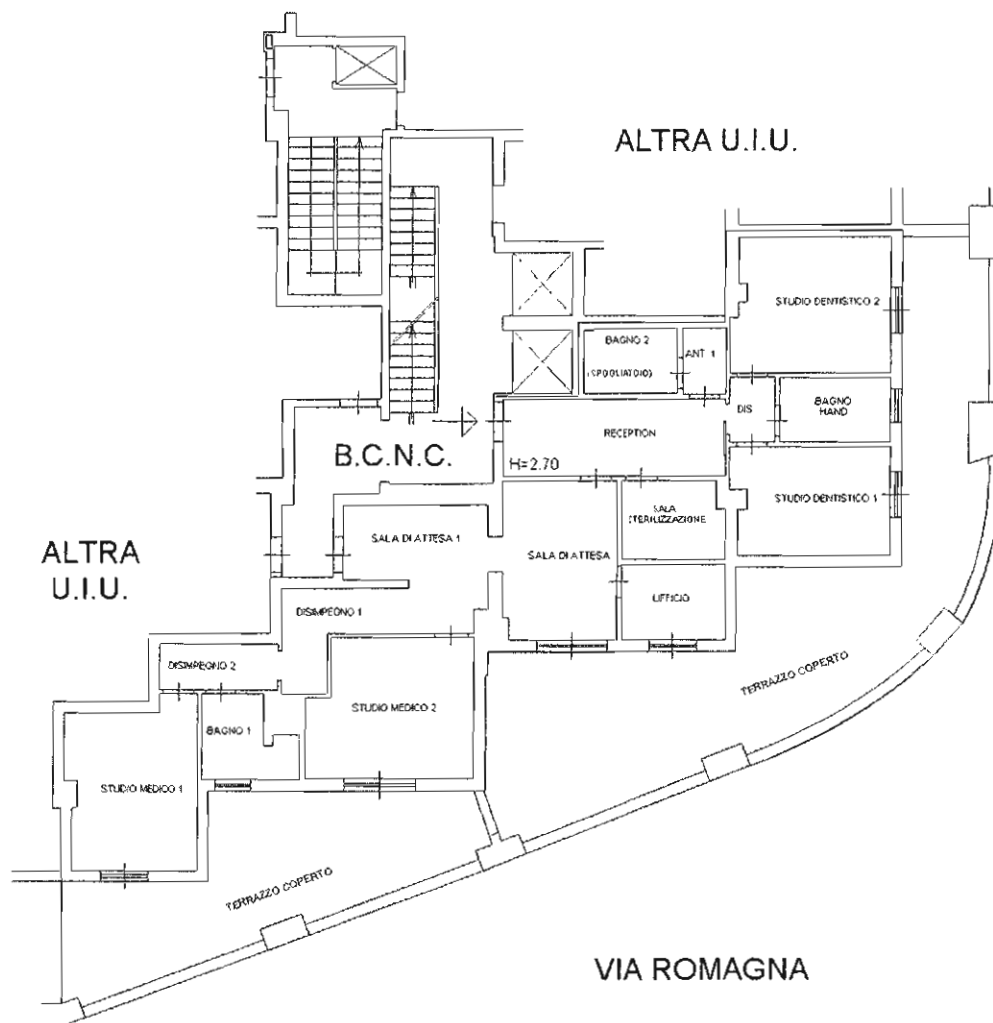 ALTRA U.I.U.
STUDIO DENTISTICO 2
BAGNO 2
(SPOGLIATOIO)
ANT. 1
DIS
BAGNO
HAND
RECEPTION
B.C.N.C.
H=2.70
STUDIO DENTISTICO 1
SALA
STERILIZZAZIONE
SALA DI ATTESA 1
SALA DI ATTESA
ALTRA
U.I.U.
UFFICIO
DISIMPEGNO 1
DISIMPEGNO 2
TERRAZZO COPERTO
STUDIO MEDICO 2
BAGNO 1
STUDIO MEDICO 1
TERRAZZO COPERTO
VIA ROMAGNA